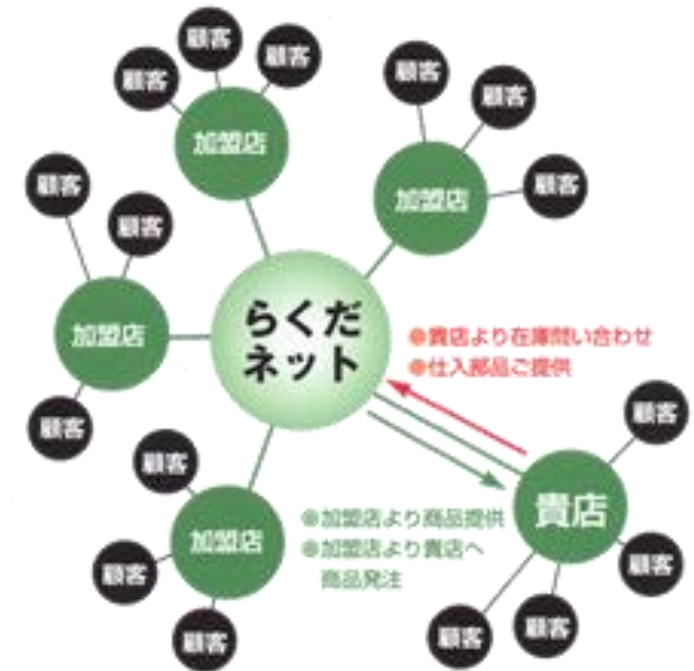 顧客
顧客
顧客
加盟店
顧客
顧客
顧客
加盟店
顧客
顧客
加盟店
顧客
らくだ
ネット
●貴店より在庫問い合わせ
●仕入部品ご提供
顧客
加盟店
顧客
顧客
◎加盟店より商品提供
◎加盟店より貴店へ
商品発注
顧客
貴店
顧客
顧客
顧客